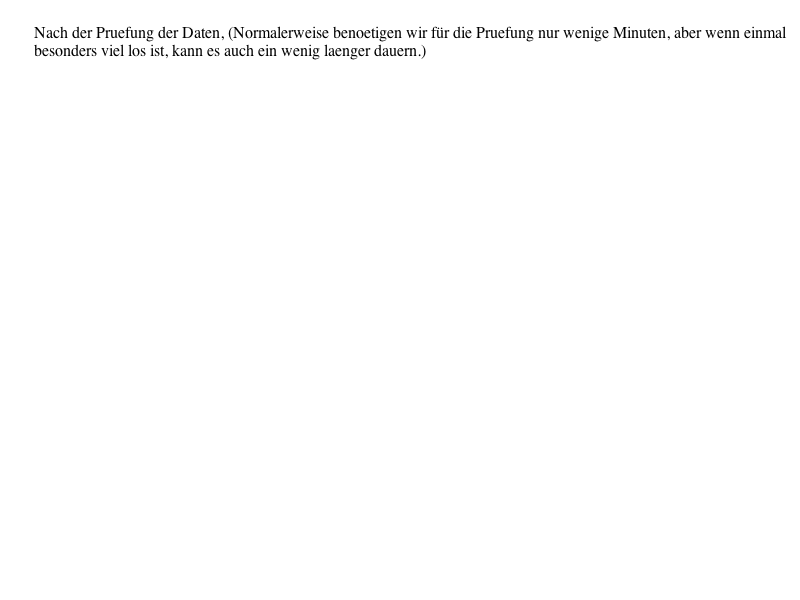 Nach der Pruefung der Daten, (Normalerweise benoetigen wir für die Pruefung nur wenige Minuten, aber wenn einmal
besonders viel los ist, kann es auch ein wenig laenger dauern.)